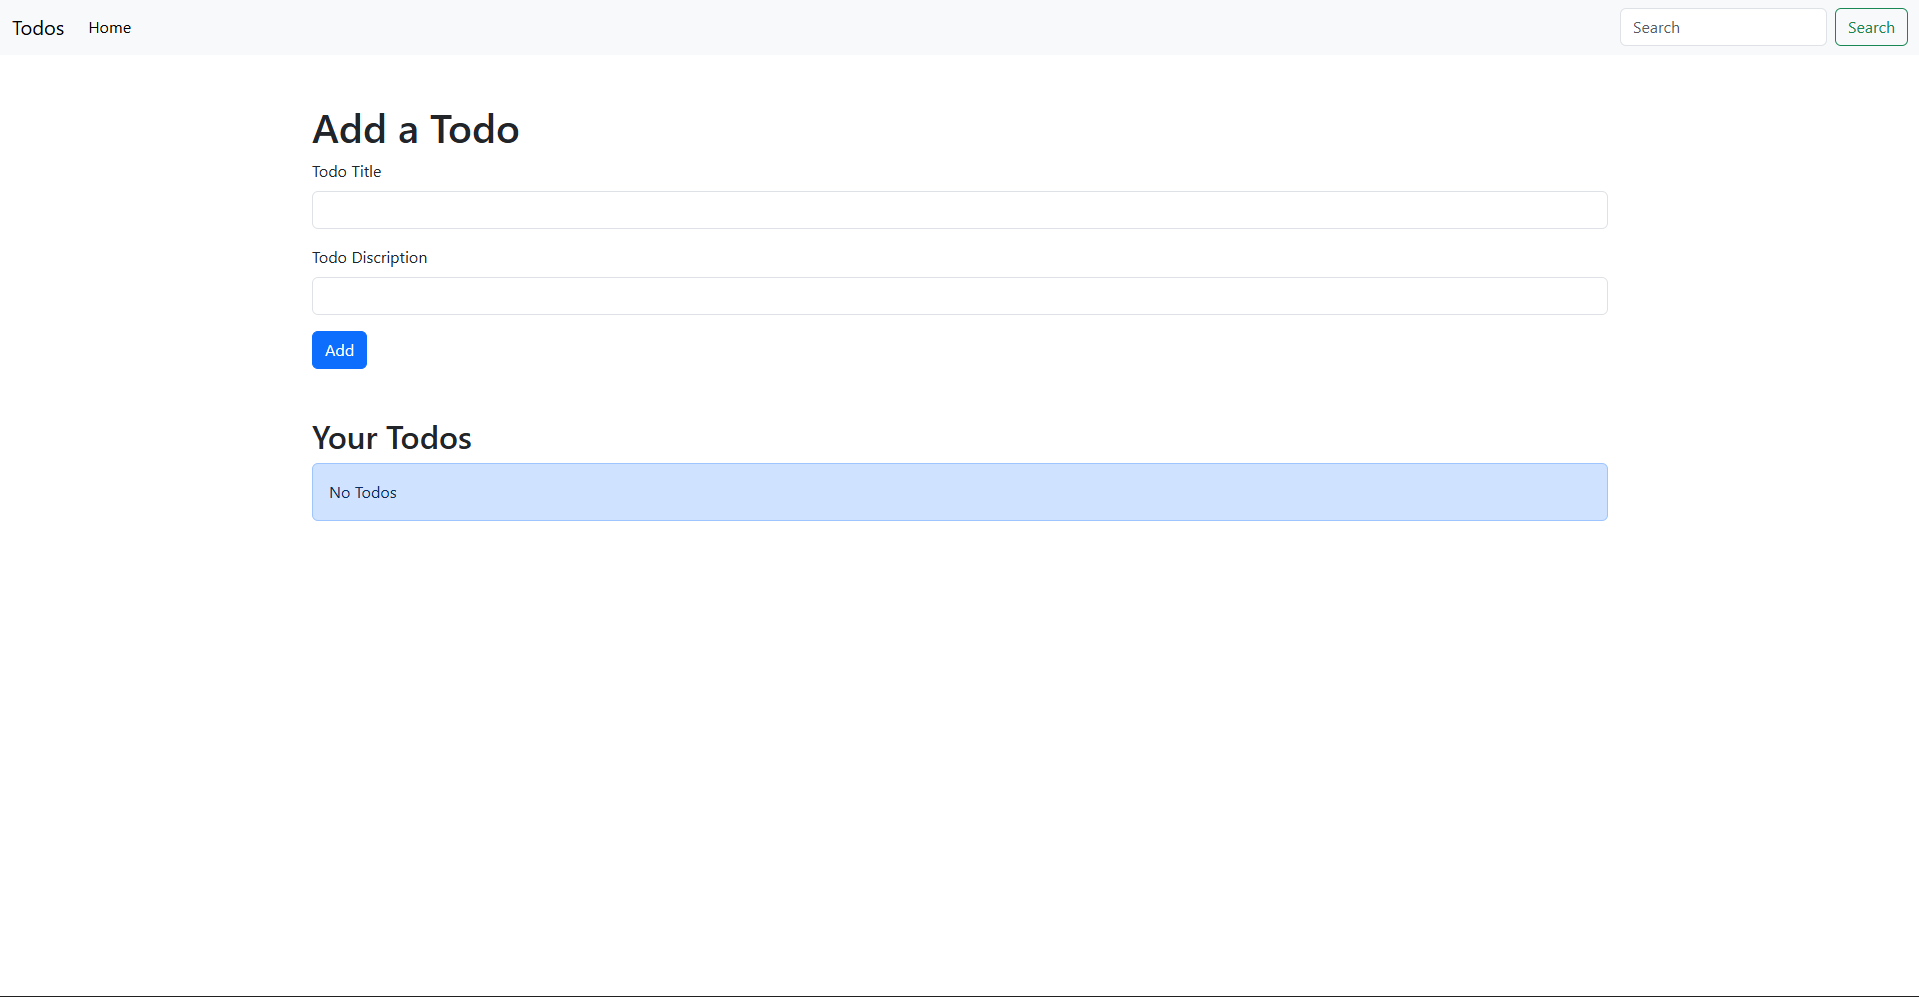 Todos Home Search Search
Add a Todo
Todo Title
Todo Discription
Add
Your Todos
No Todos